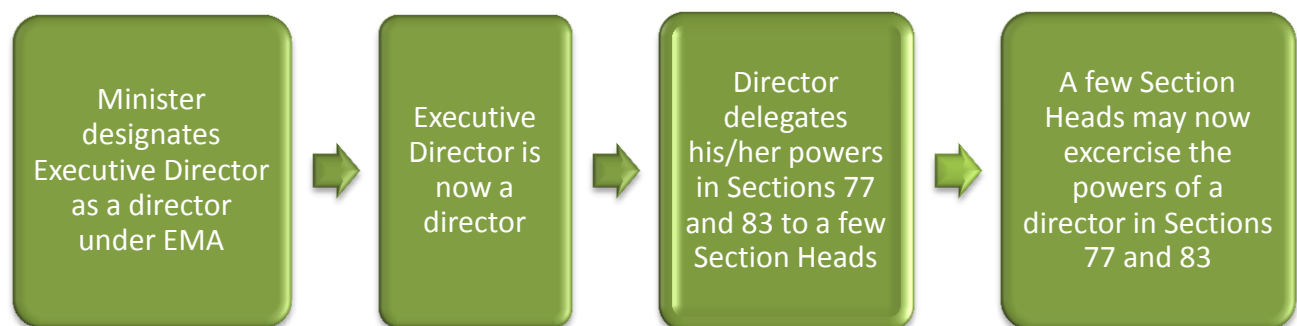 Minister
designates
Executive Director
as a director
under EMA
Executive
Director is
now a
director
Director
delegates
his/her powers
in Sections 77
and 83 to a few
Section Heads
A few Section
Heads may now
excercise the
powers of a
director in Sections
77 and 83